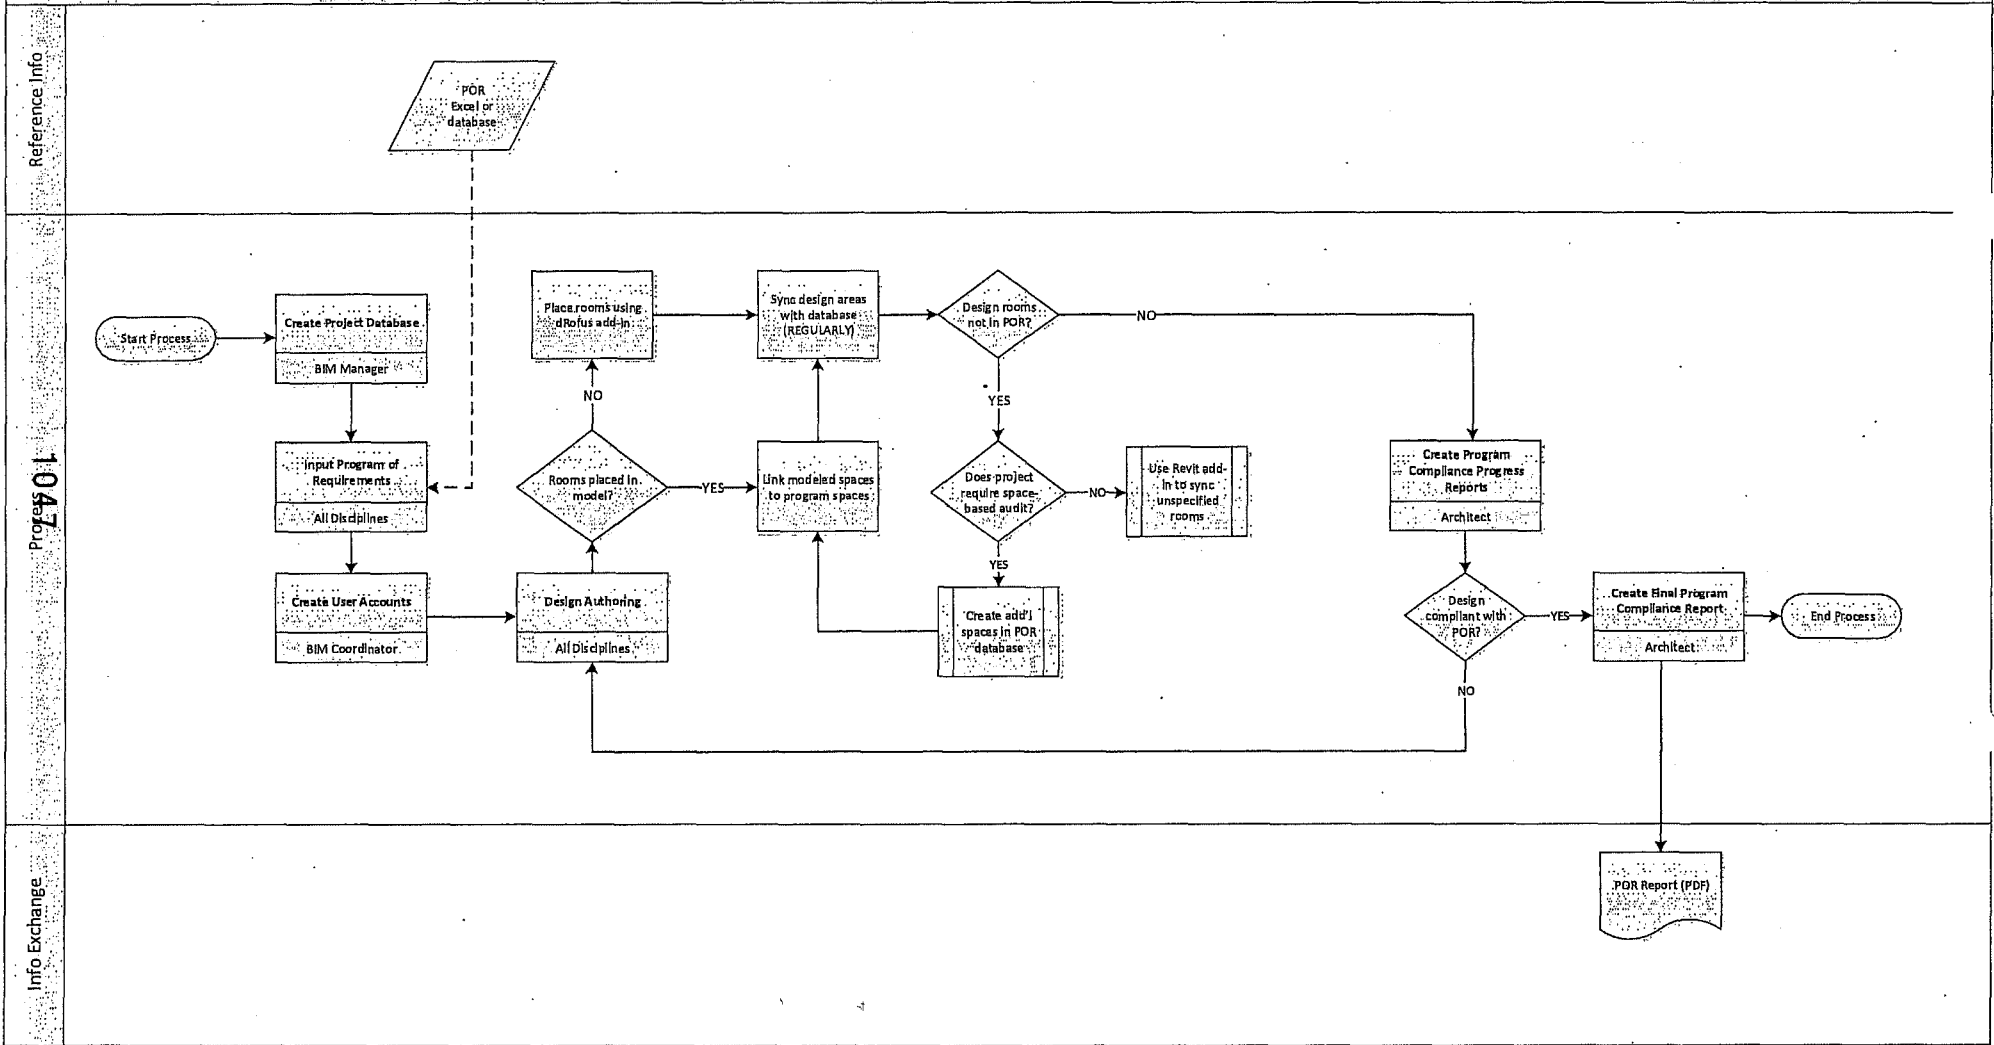 Reference Info
POR
Excel or
database
Process
1047
Start Process
Create Project Database
BIM Manager
Input Program of
Requirements
All Disciplines
Create User Accounts
BIM Coordinator
Design Authoring
All Disciplines
Rooms placed in
model?
NO
YES
Place rooms using
dRofus add-in
Link modeled spaces
to program spaces
Sync design areas
with database
(REGULARLY)
Design rooms
not in POR?
NO
YES
Does project
require space-
based audit?
NO
YES
Use Revit add-
in to sync
unspecified
rooms
Create add'l
spaces in POR
database
Create Program
Compliance Progress
Reports
Architect
Design
compliant with
POR?
YES
NO
Create Final Program
Compliance Report
Architect
End Process
Info Exchange
POR Report (PDF)